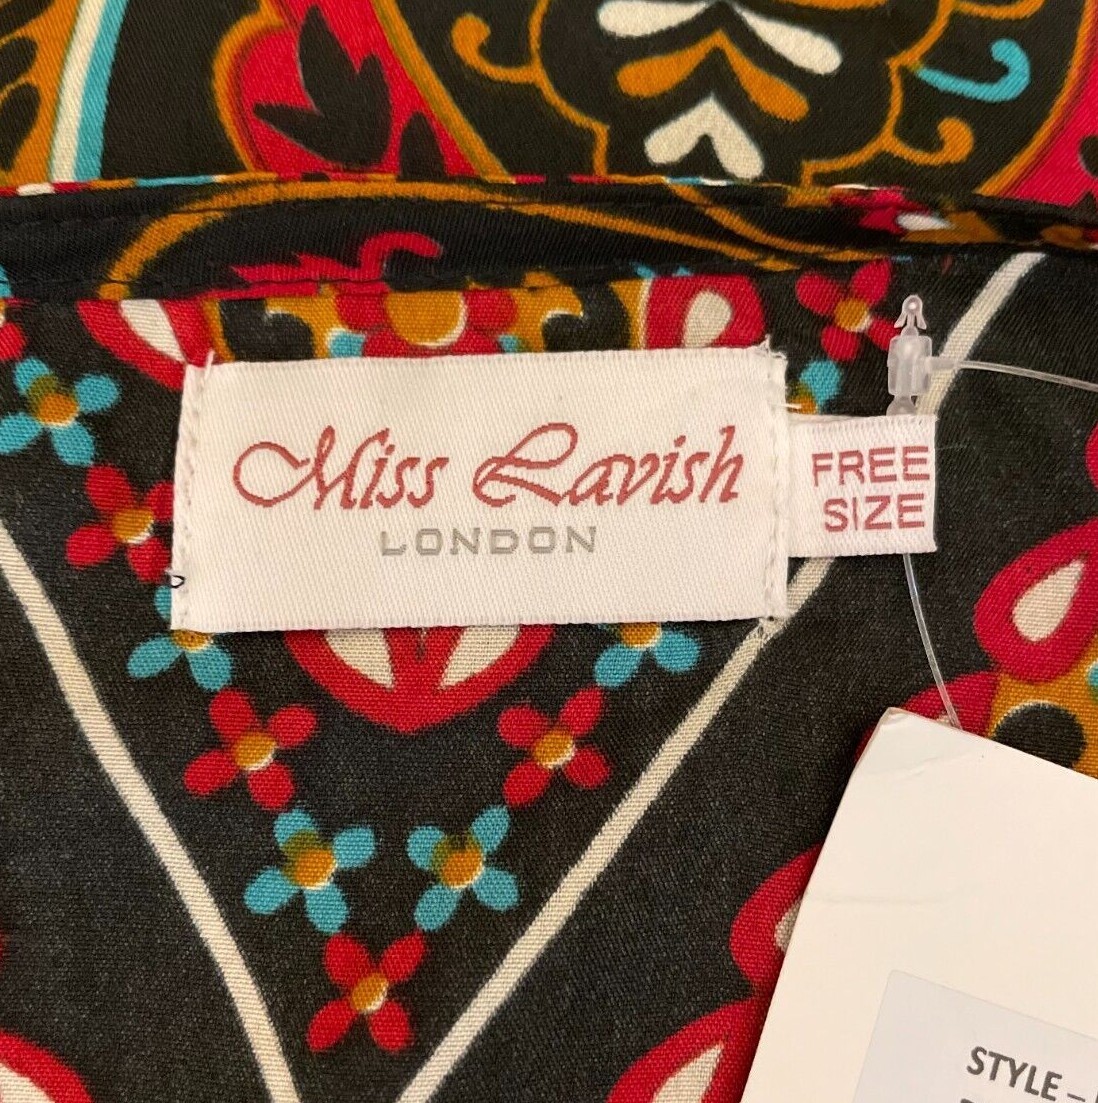 Miss Lavish
LONDON
FREE
SIZE
STYLE –